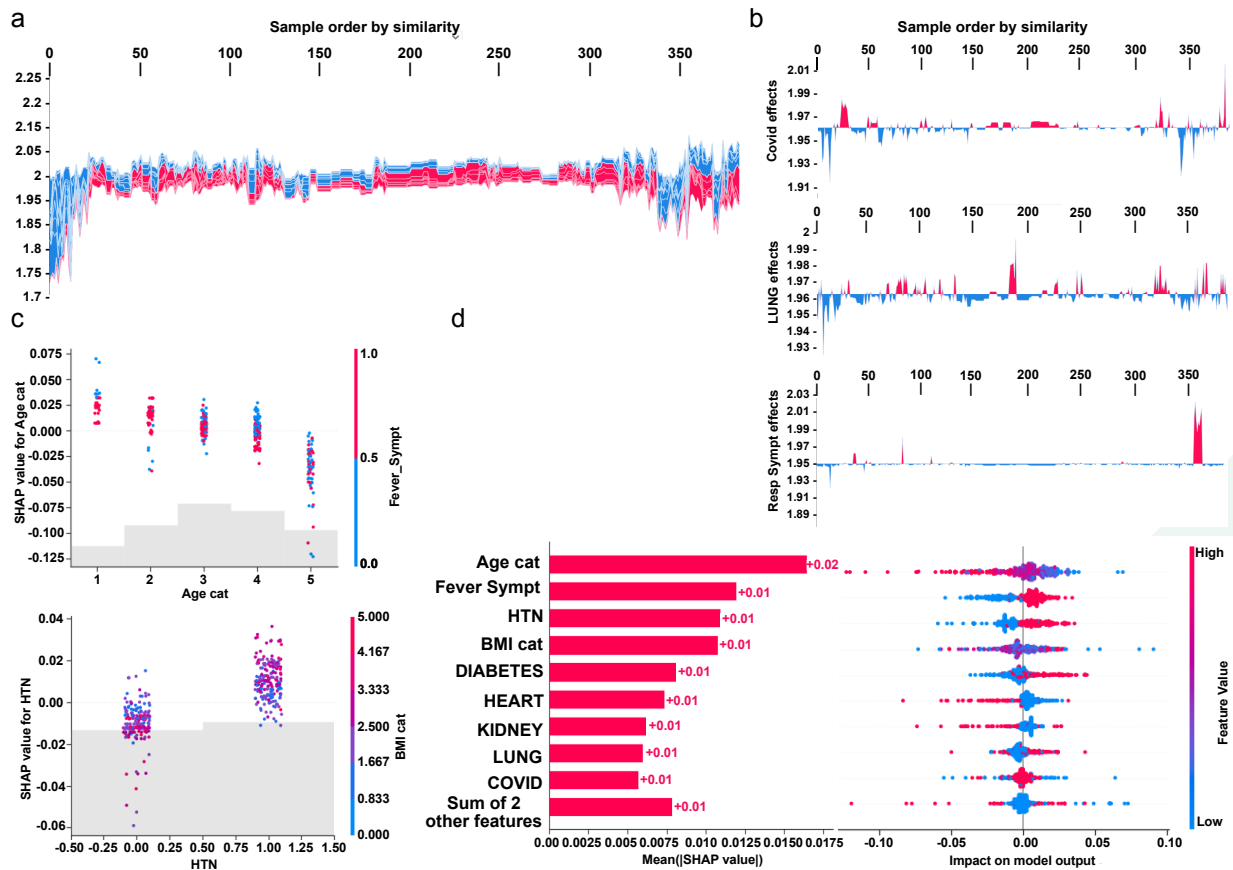 a
Sample order by similarity
0 50 100 150 200 250 300 350
2.25
2.2
2.15
2.1
2.05
2
1.95
1.9
1.85
1.8
1.75
1.7
b
Sample order by similarity
0 50 100 150 200 250 300 350
Covid effects
2.01
1.99
1.97
1.95
1.93
1.91
0 50 100 150 200 250 300 350
LUNG effects
2
1.98
1.97
1.96
1.95
1.94
1.93
0 50 100 150 200 250 300 350
Resp Sympt effects
2.03
2.01
1.99
1.97
1.95
1.93
1.91
1.89
c
SHAP value for Age cat
0.075
0.050
0.025
0.000
-0.025
-0.050
-0.075
-0.100
-0.125
1 2 3 4 5
Age cat
1.0
0.5
0.0
Fever_Sympt
SHAP value for HTN
0.04
0.02
0.00
-0.02
-0.04
-0.06
-0.50 -0.25 0.00 0.25 0.50 0.75 1.00 1.25 1.50
HTN
5.000
4.167
3.333
2.500
1.667
0.833
0.000
BMI cat
d
Age cat +0.02
Fever Sympt +0.01
HTN +0.01
BMI cat +0.01
DIABETES +0.01
HEART +0.01
KIDNEY +0.01
LUNG +0.01
COVID +0.01
Sum of 2 +0.01
other features
0.000 0.0025 0.005 0.0075 0.010 0.0125 0.015 0.0175
Mean(|SHAP value|)
-0.10 -0.05 0.00 0.05 0.10
Impact on model output
High
Low
Feature Value